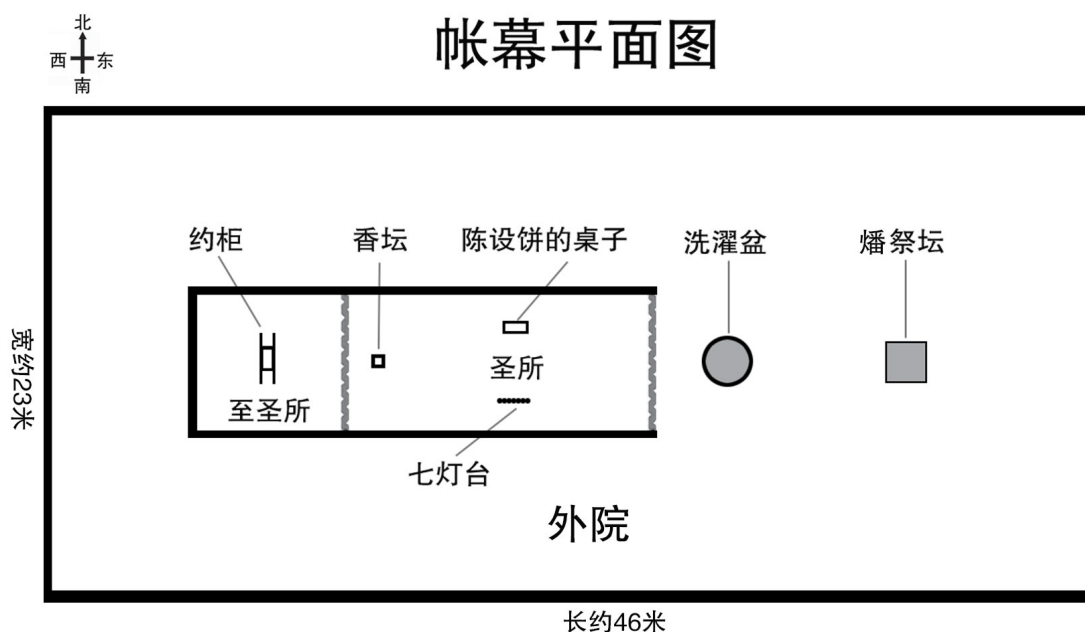 帐幕平面图
北
西 东
南
约柜
香坛
陈设饼的桌子
洗濯盆
燔祭坛
圣所
至圣所
七灯台
外院
宽约23米
长约46米